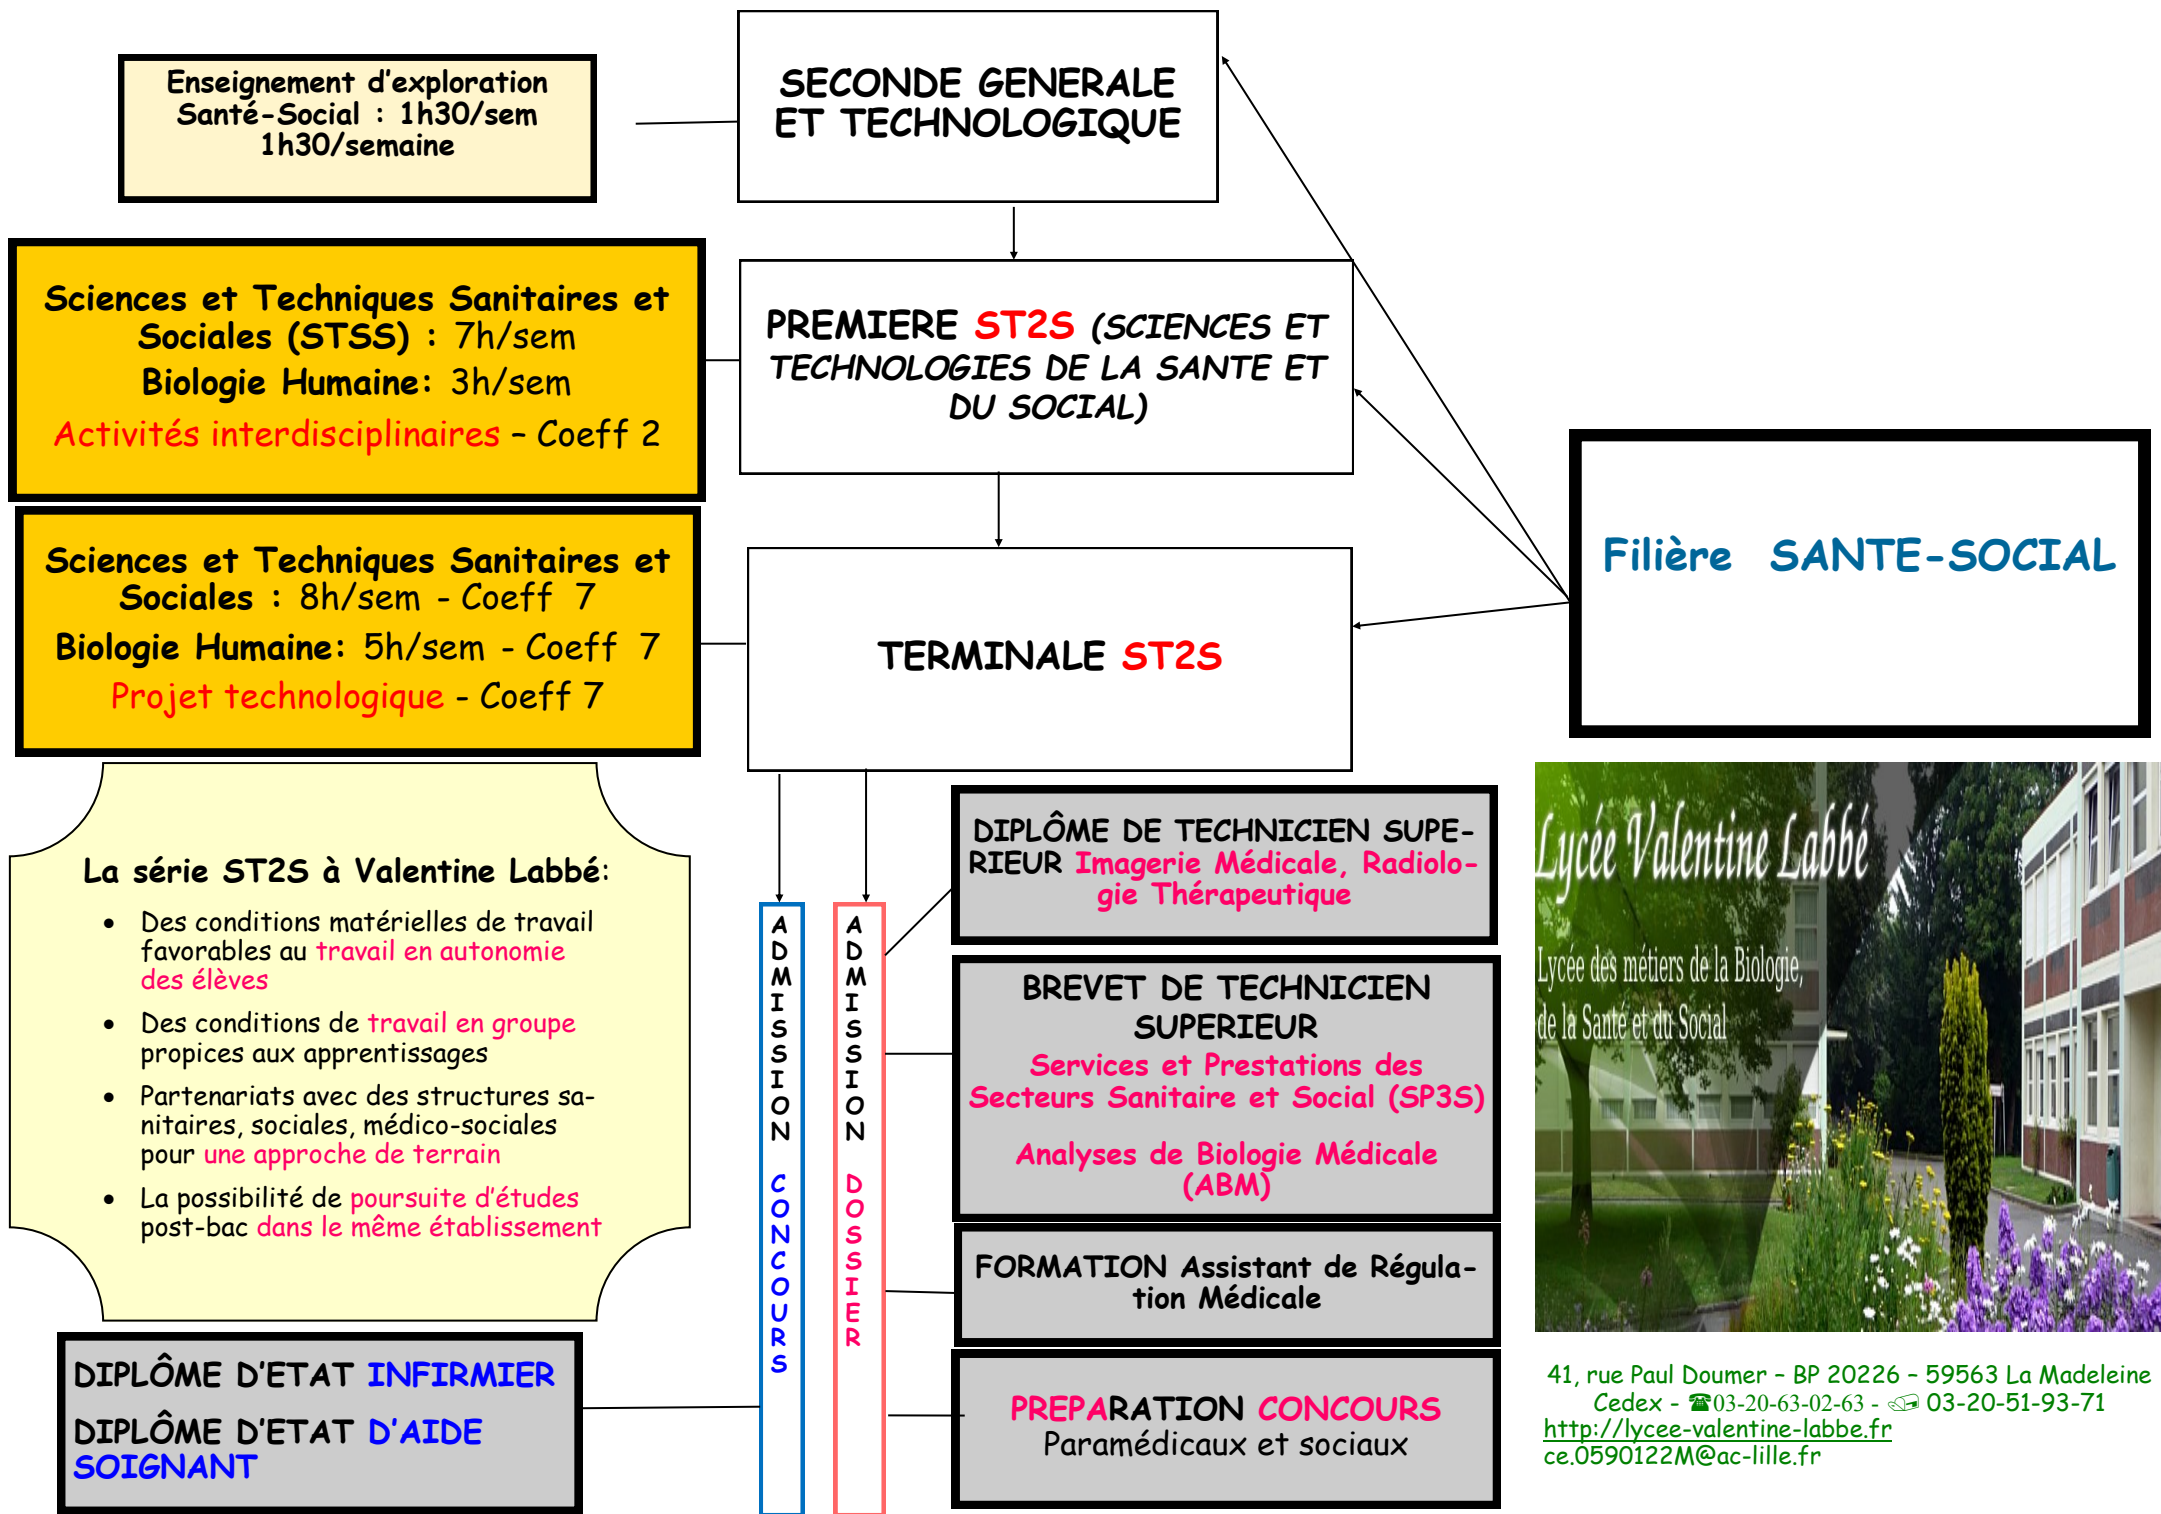 Enseignement d'exploration
Santé-Social : 1h30/sem
1h30/semaine
SECONDE GENERALE
ET TECHNOLOGIQUE
Sciences et Techniques Sanitaires et
Sociales (STSS) : 7h/sem
Biologie Humaine: 3h/sem
Activités interdisciplinaires – Coeff 2
PREMIERE ST2S (SCIENCES ET
TECHNOLOGIES DE LA SANTE ET
DU SOCIAL)
Sciences et Techniques Sanitaires et
Sociales : 8h/sem - Coeff 7
Biologie Humaine: 5h/sem - Coeff 7
Projet technologique - Coeff 7
TERMINALE ST2S
Filière SANTE-SOCIAL
La série ST2S à Valentine Labbé:
• Des conditions matérielles de travail
favorables au travail en autonomie
des élèves
• Des conditions de travail en groupe
propices aux apprentissages
• Partenariats avec des structures sa-
nitaires, sociales, médico-sociales
pour une approche de terrain
• La possibilité de poursuite d'études
post-bac dans le même établissement
DIPLÔME D'ETAT INFIRMIER
DIPLÔME D'ETAT D'AIDE
SOIGNANT
ADMISSION CONCOURS
ADMISSION DOSSIER
DIPLÔME DE TECHNICIEN SUPE-
RIEUR Imagerie Médicale, Radiolo-
gie Thérapeutique
BREVET DE TECHNICIEN
SUPERIEUR
Services et Prestations des
Secteurs Sanitaire et Social (SP3S)
Analyses de Biologie Médicale
(ABM)
FORMATION Assistant de Régula-
tion Médicale
PREPARATION CONCOURS
Paramédicaux et sociaux
Lycée Valentine Labbé
Lycée des métiers de la Biologie,
de la Santé et du Social
41, rue Paul Doumer – BP 20226 – 59563 La Madeleine
Cedex - ☎03-20-63-02-63 - 03-20-51-93-71
http://lycee-valentine-labbe.fr
ce.0590122M@ac-lille.fr